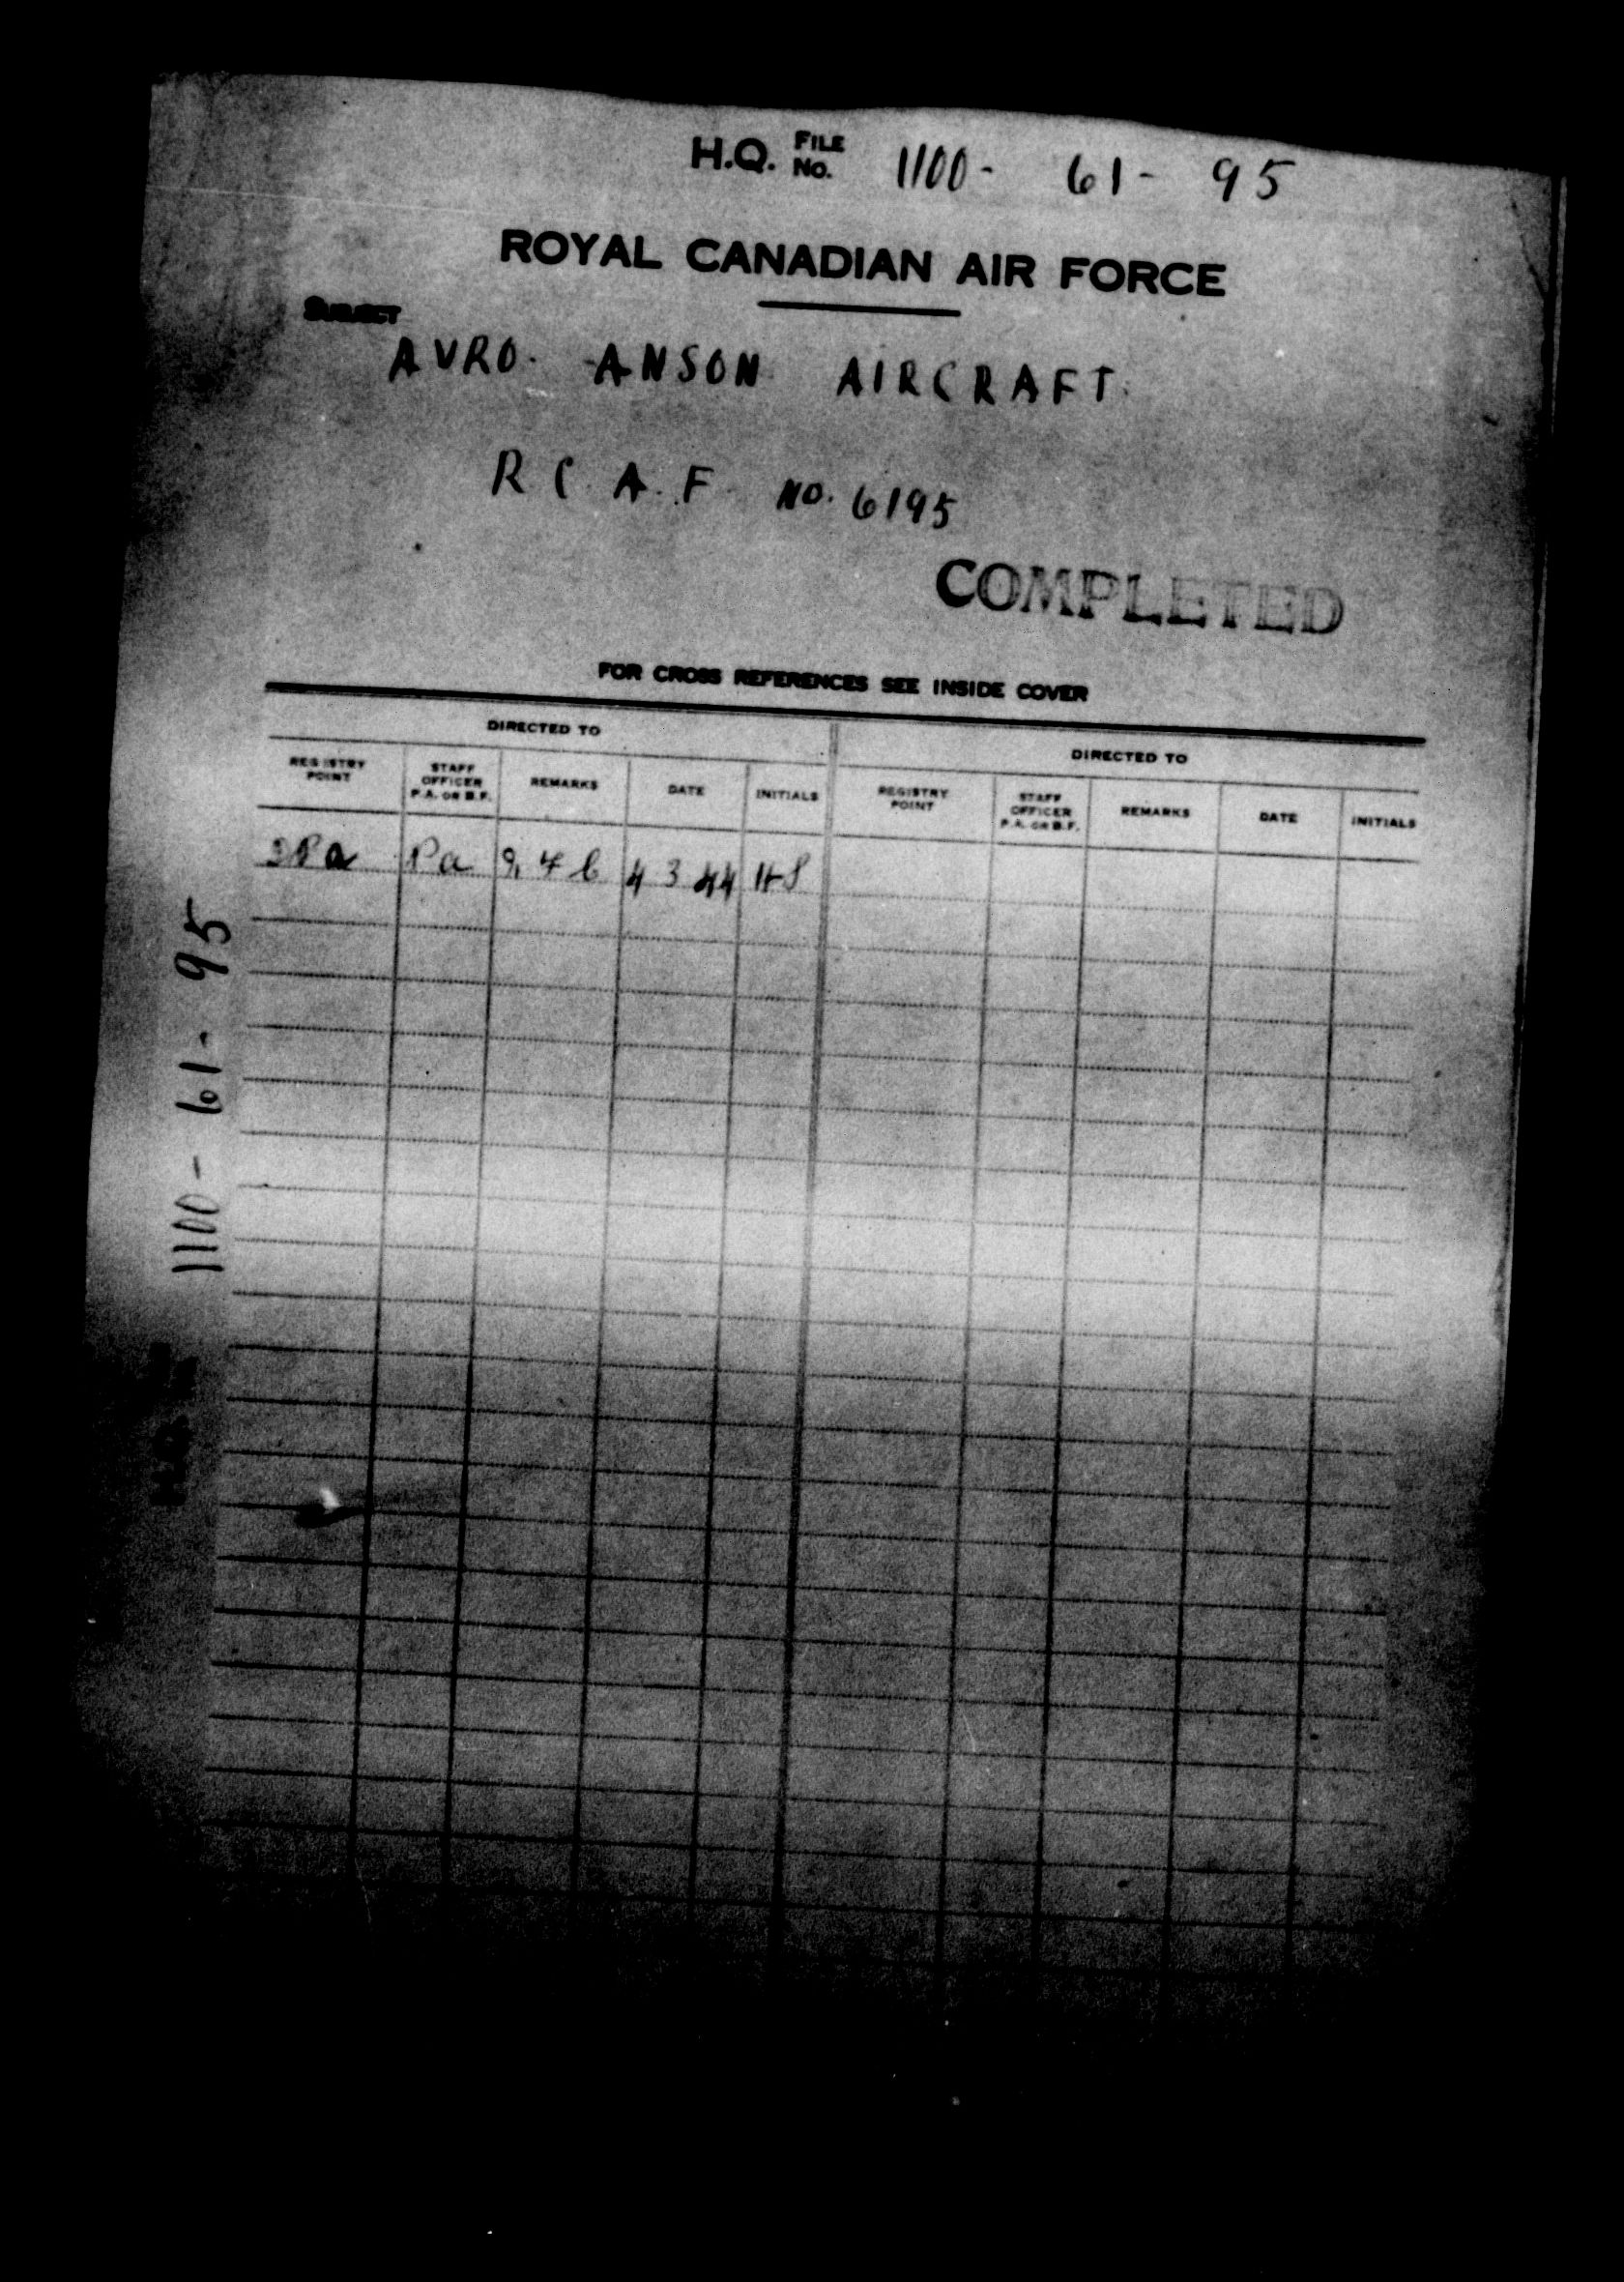 H.Q. FILE No. 1100- 61- 95
ROYAL CANADIAN AIR FORCE
SUBJECT
AVRO. ANSON AIRCRAFT.
R C. A. F. NO. 6195
COMPLETED
FOR CROSS REFERENCES SEE INSIDE COVER
DIRECTED TO DIRECTED TO
REGISTRY POINT STAFF OFFICER P.A. OR B.F. REMARKS DATE INITIALS REGISTRY POINT STAFF OFFICER P.A. OR B.F. REMARKS DATE INITIALS
Pa 4 3 44
1100- 61- 95
H.Q.